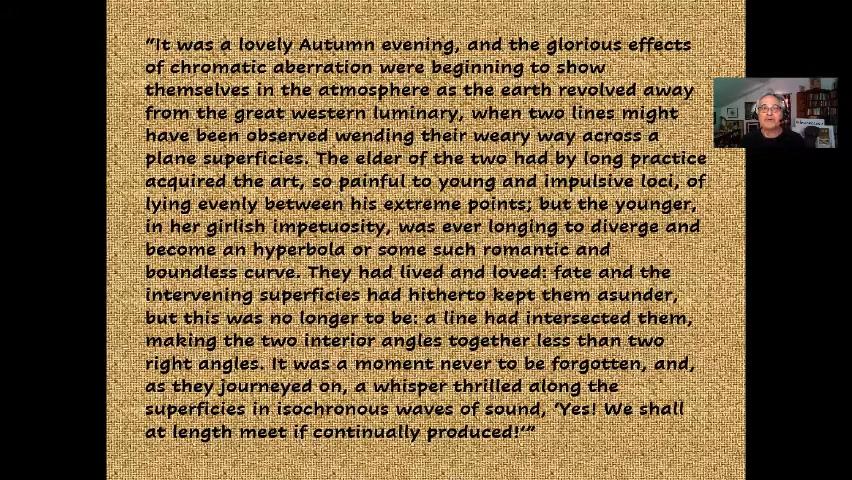 “It was a lovely Autumn evening, and the glorious effects
of chromatic aberration were beginning to show
themselves in the atmosphere as the earth revolved away
from the great western luminary, when two lines might
have been observed wending their weary way across a
plane superficies. The elder of the two had by long practice
acquired the art, so painful to young and impulsive loci, of
lying evenly between his extreme points; but the younger,
in her girlish impetuosity, was ever longing to diverge and
become an hyperbola or some such romantic and
boundless curve. They had lived and loved: fate and the
intervening superficies had hitherto kept them asunder,
but this was no longer to be: a line had intersected them,
making the two interior angles together less than two
right angles. It was a moment never to be forgotten, and,
as they journeyed on, a whisper thrilled along the
superficies in isochronous waves of sound, ‘Yes! We shall
at length meet if continually produced!‘”